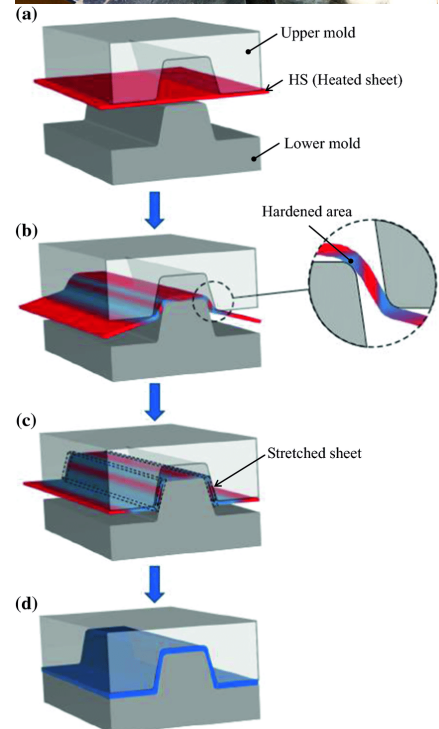 (a)
Upper mold
HS (Heated sheet)
Lower mold
(b)
Hardened area
(c)
Stretched sheet
(d)